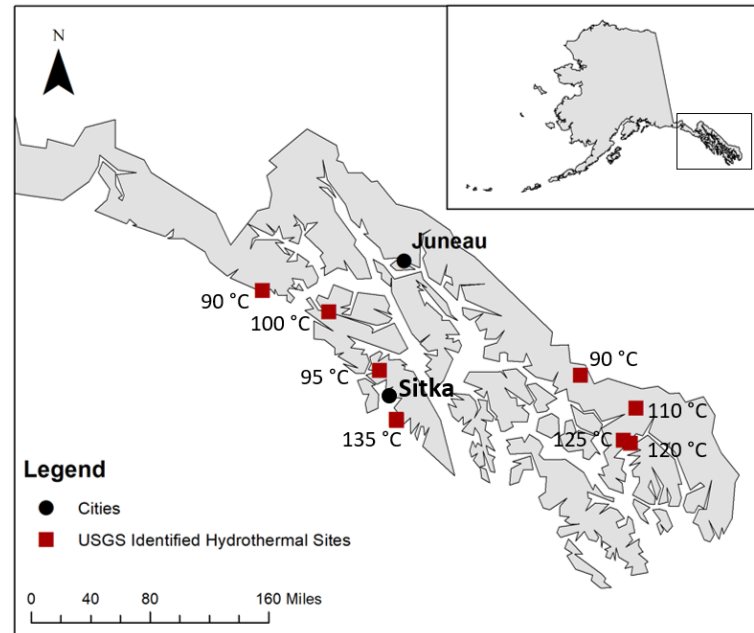 N
Juneau
90 °C
100 °C
90 °C
95 °C
Sitka
110 °C
135 °C
125 °C
120 °C
Legend
Cities
USGS Identified Hydrothermal Sites
0 40 80 160 Miles